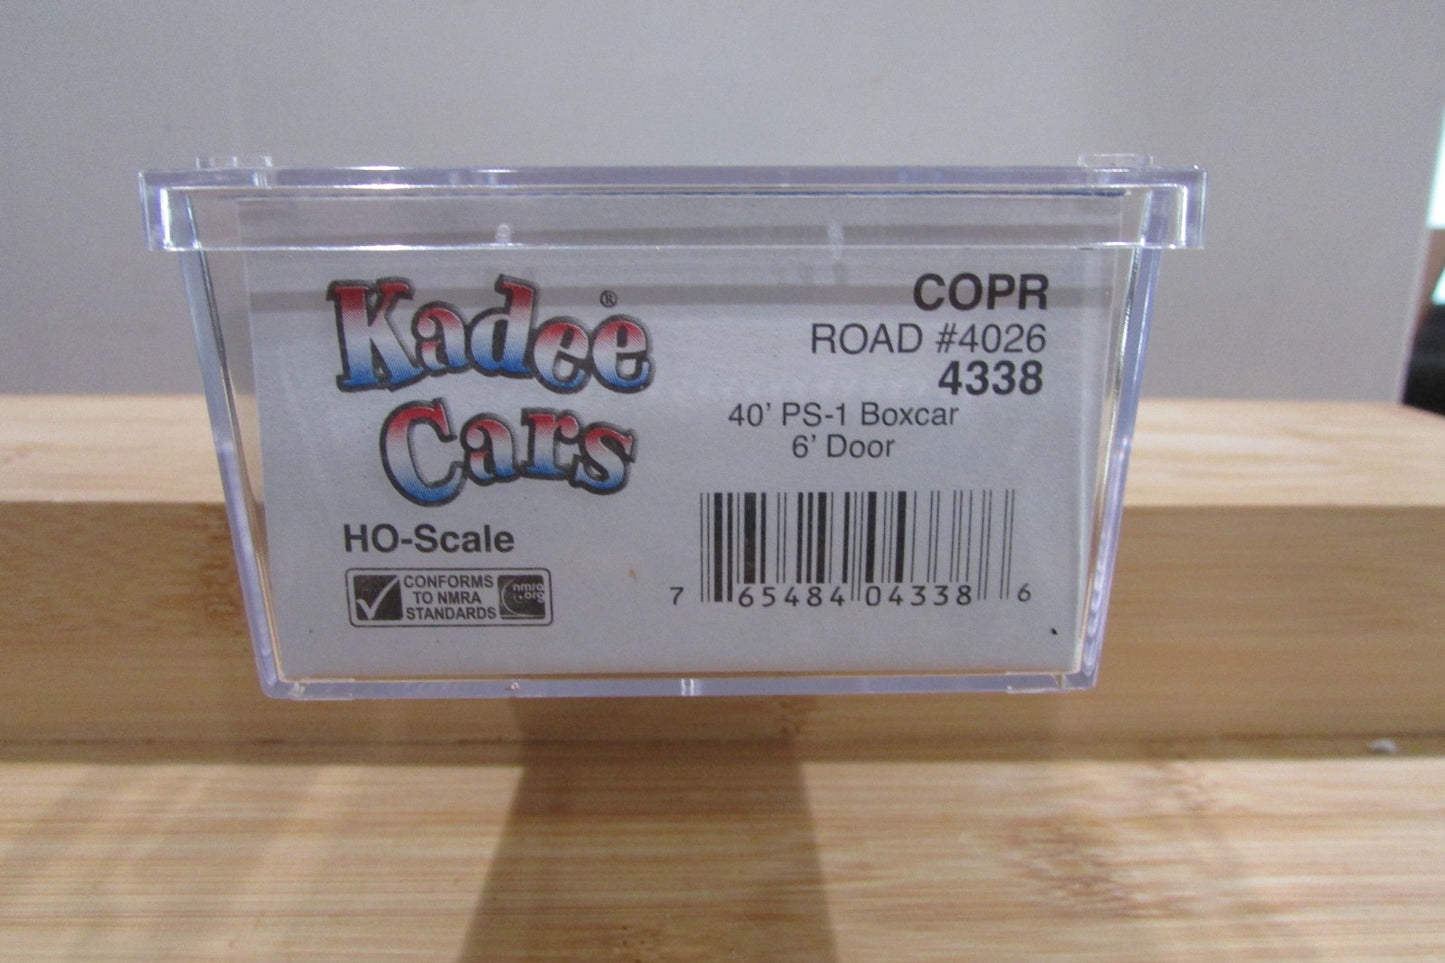 Kadee®
Cars
HO-Scale
CONFORMS
TO NMRA
STANDARDS
nmra
.org
COPR
ROAD #4026
4338
40' PS-1 Boxcar
6' Door
7 65484 04338 6